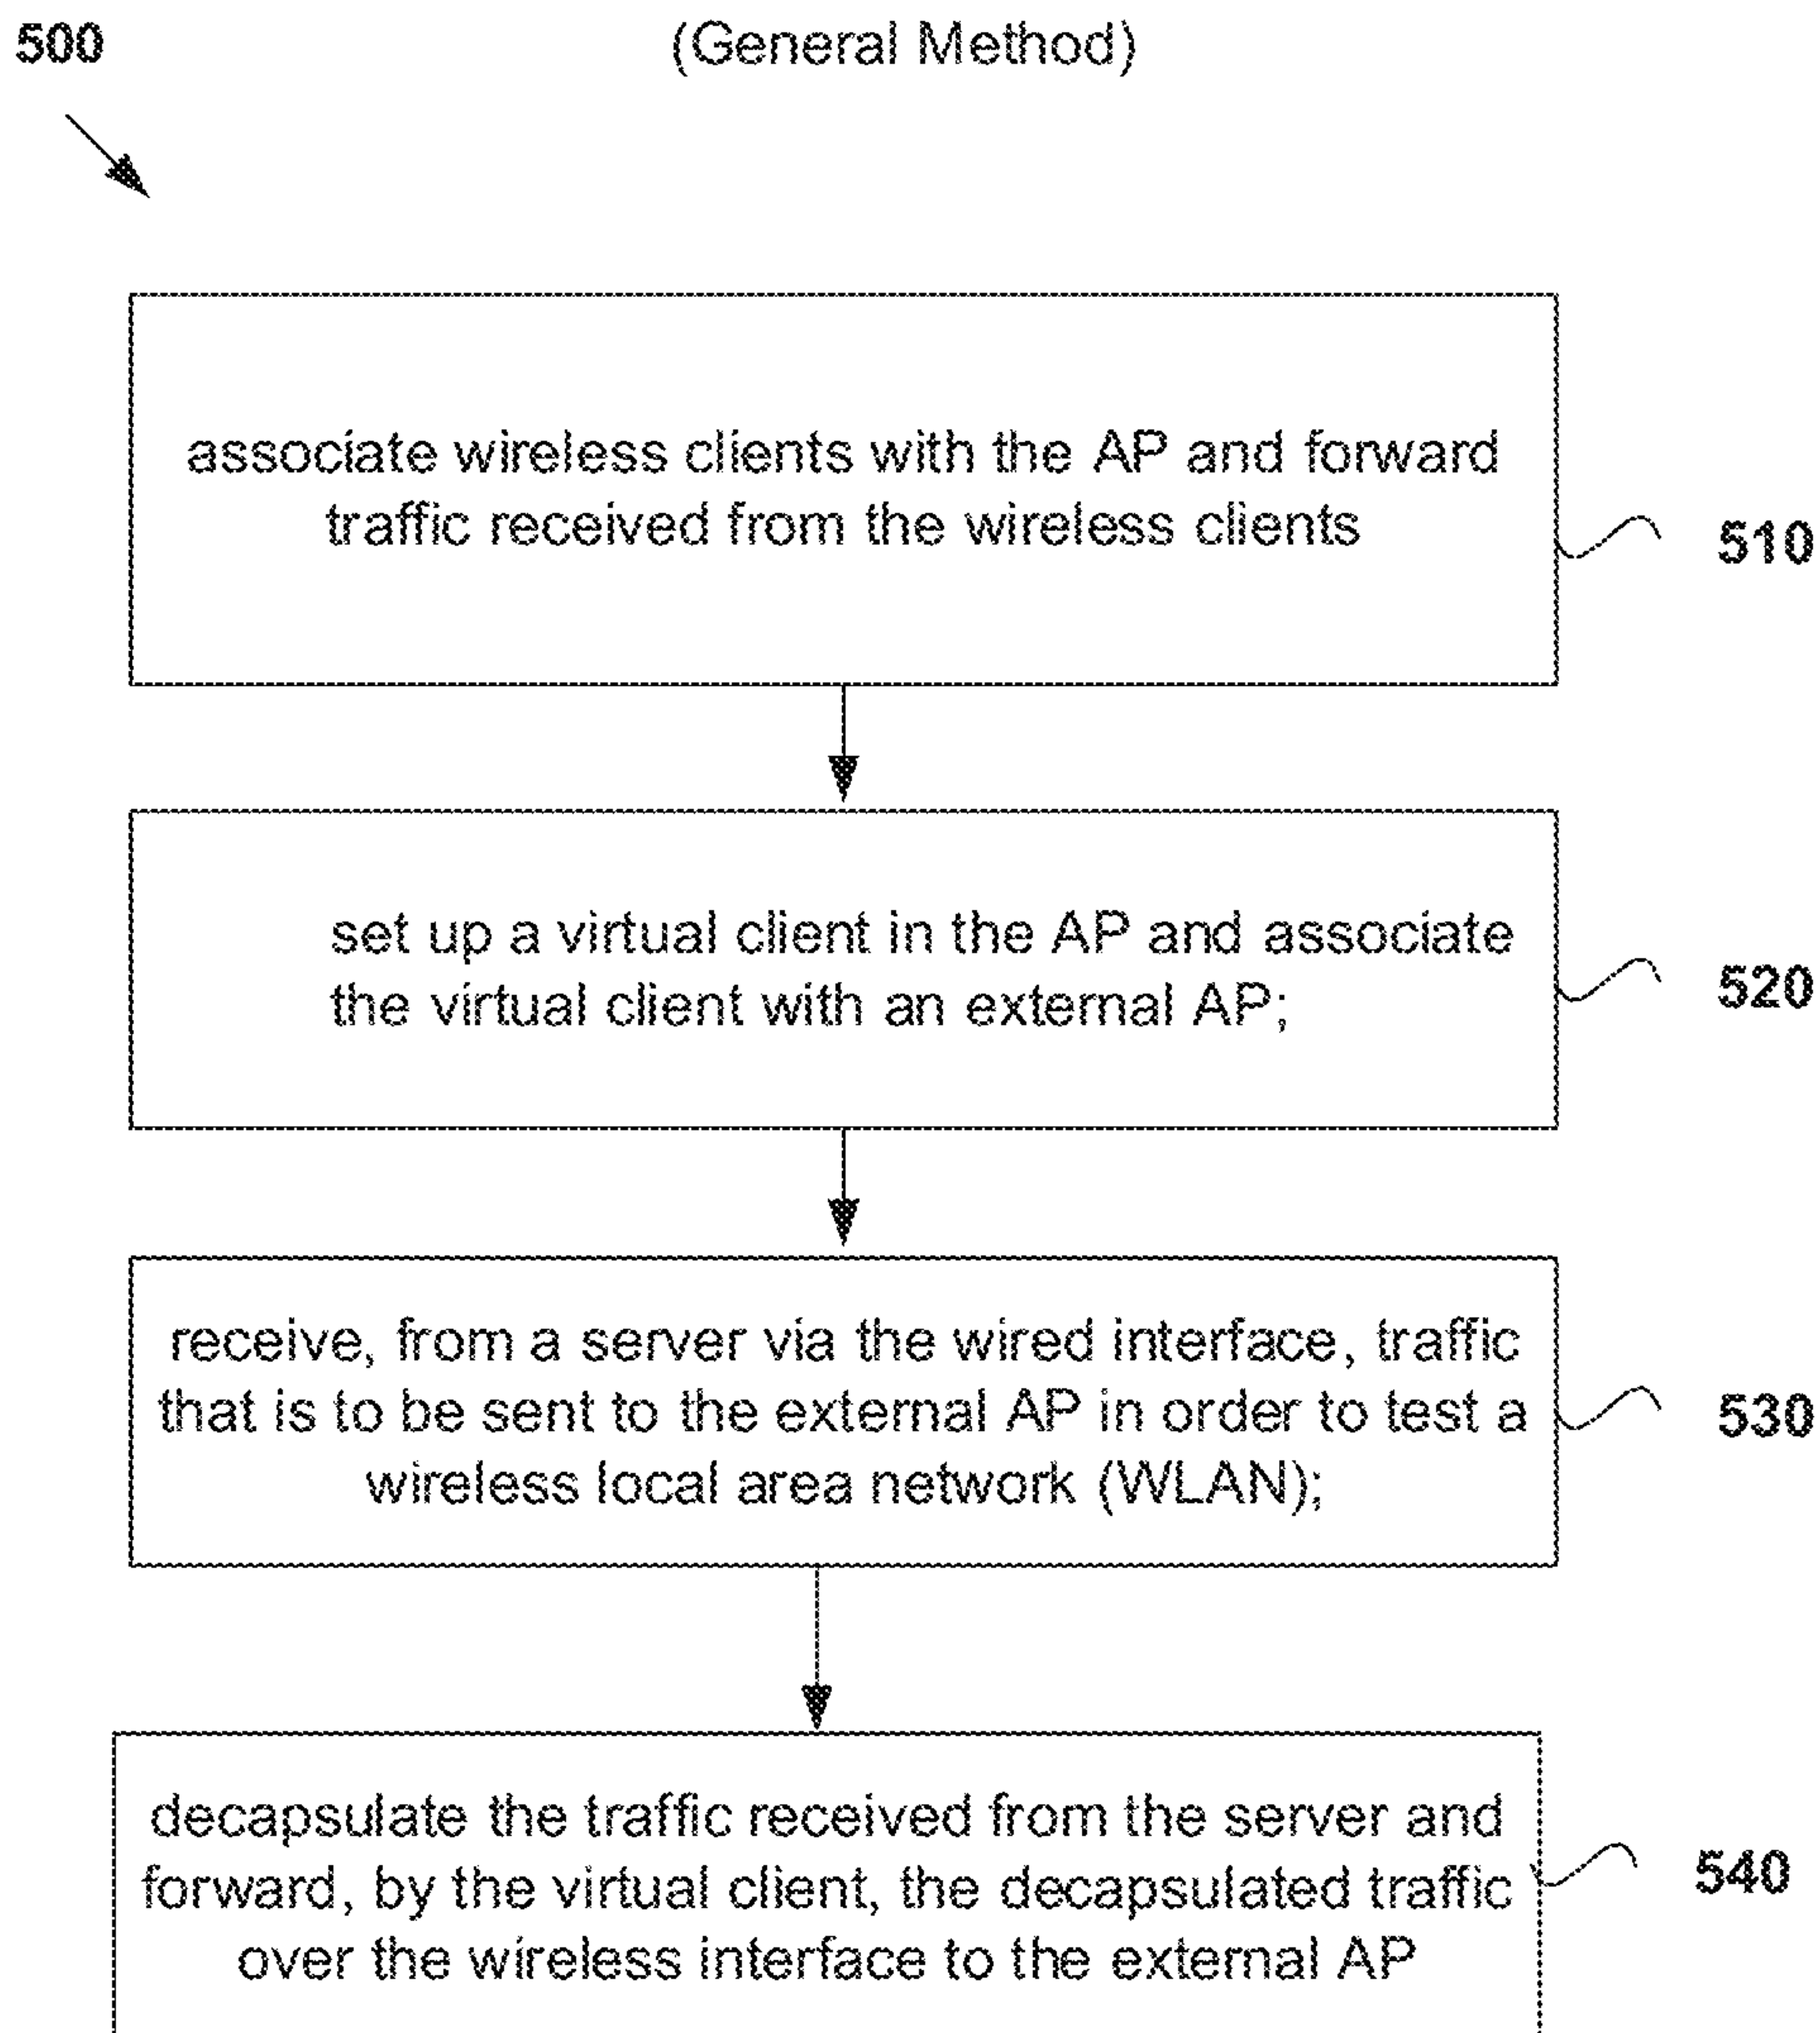 500
(General Method)
associate wireless clients with the AP and forward
traffic received from the wireless clients
510
set up a virtual client in the AP and associate
the virtual client with an external AP;
520
receive, from a server via the wired interface, traffic
that is to be sent to the external AP in order to test a
wireless local area network (WLAN);
530
decapsulate the traffic received from the server and
forward, by the virtual client, the decapsulated traffic
over the wireless interface to the external AP
540